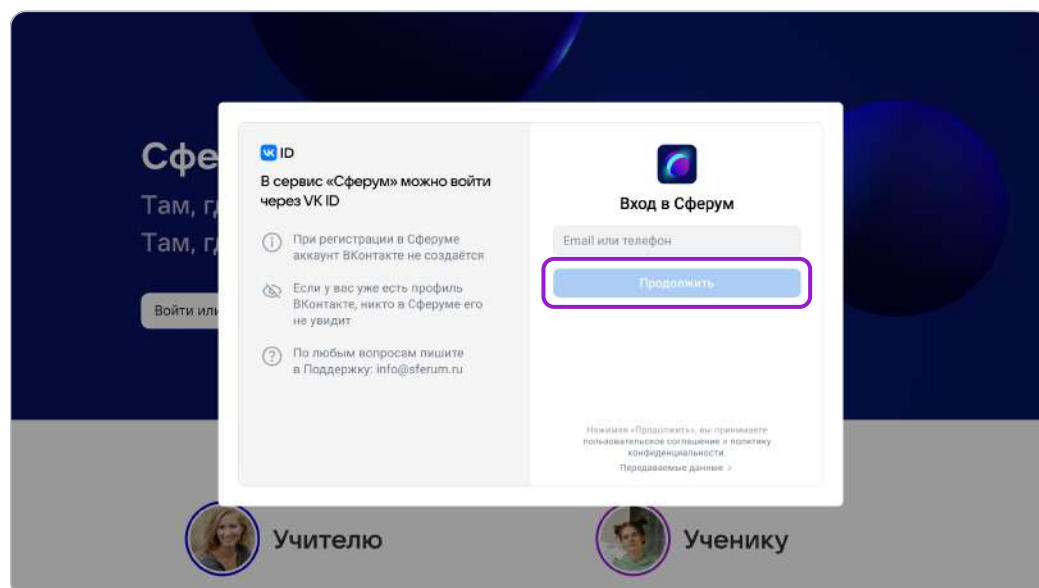 Сфе
Там, г
Там, г
Войти или
VK ID
В сервис «Сферум» можно войти
через VK ID
При регистрации в Сферуме
аккаунт ВКонтакте не создаётся
Если у вас уже есть профиль
ВКонтакте, никто в Сферуме его
не увидит
По любым вопросам пишите
в Поддержку: info@sferum.ru
Вход в Сферум
Email или телефон
Продолжить
Нажимая «Продолжить», вы принимаете
пользовательское соглашение и политику
конфиденциальности.
Передаваемые данные >
Учителю
Ученику